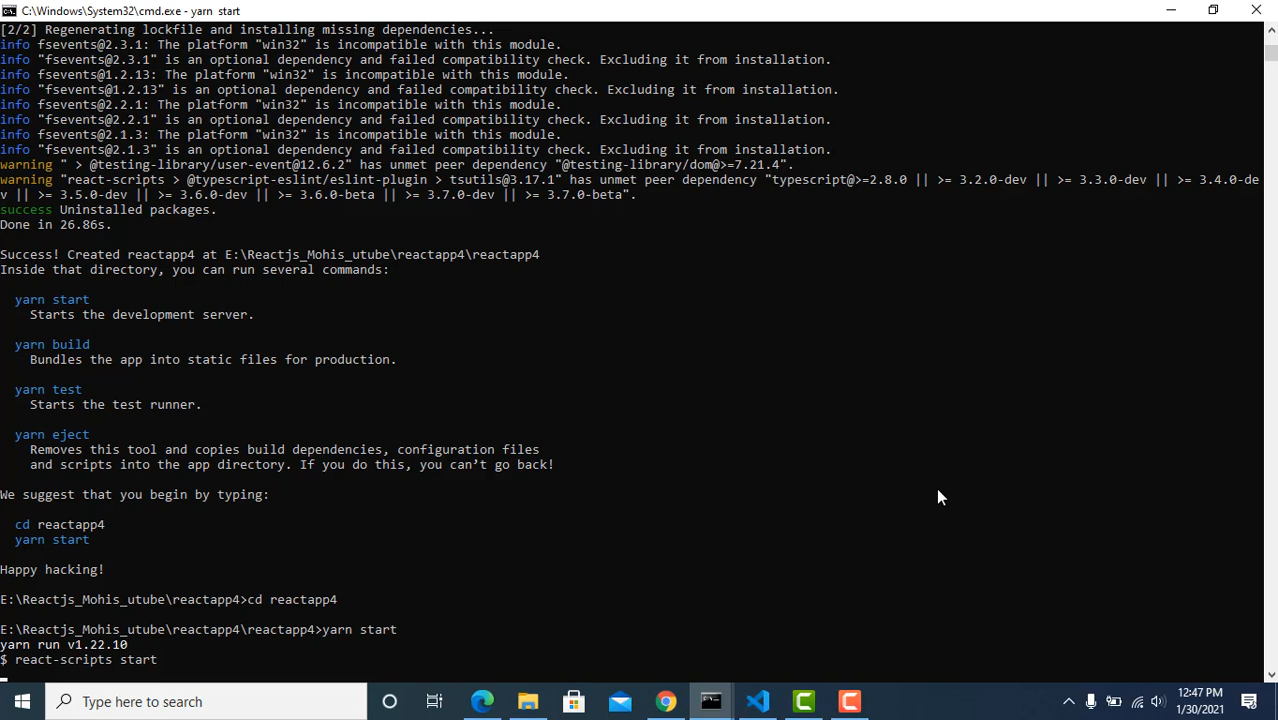 C:\Windows\System32\cmd.exe - yarn  start
[2/2] Regenerating lockfile and installing missing dependencies...
info fsevents@2.3.1: The platform "win32" is incompatible with this module.
info "fsevents@2.3.1" is an optional dependency and failed compatibility check. Excluding it from installation.
info fsevents@1.2.13: The platform "win32" is incompatible with this module.
info "fsevents@1.2.13" is an optional dependency and failed compatibility check. Excluding it from installation.
info fsevents@2.2.1: The platform "win32" is incompatible with this module.
info "fsevents@2.2.1" is an optional dependency and failed compatibility check. Excluding it from installation.
info fsevents@2.1.3: The platform "win32" is incompatible with this module.
info "fsevents@2.1.3" is an optional dependency and failed compatibility check. Excluding it from installation.
warning " > @testing-library/user-event@12.6.2" has unmet peer dependency "@testing-library/dom@>=7.21.4".
warning "react-scripts > @typescript-eslint/eslint-plugin > tsutils@3.17.1" has unmet peer dependency "typescript@>=2.8.0 || >= 3.2.0-dev || >= 3.3.0-dev || >= 3.4.0-de
v || >= 3.5.0-dev || >= 3.6.0-dev || >= 3.6.0-beta || >= 3.7.0-dev || >= 3.7.0-beta".
success Uninstalled packages.
Done in 26.86s.
Success! Created reactapp4 at E:\Reactjs_Mohis_utube\reactapp4\reactapp4
Inside that directory, you can run several commands:
yarn start
Starts the development server.
yarn build
Bundles the app into static files for production.
yarn test
Starts the test runner.
yarn eject
Removes this tool and copies build dependencies, configuration files
and scripts into the app directory. If you do this, you can't go back!
We suggest that you begin by typing:
cd reactapp4
yarn start
Happy hacking!
E:\Reactjs_Mohis_utube\reactapp4>cd reactapp4
E:\Reactjs_Mohis_utube\reactapp4\reactapp4>yarn start
yarn run v1.22.10
$ react-scripts start
Type here to search
12:47 PM
1/30/2021